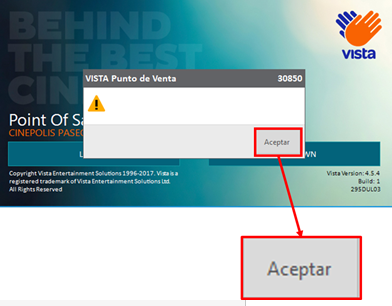 BEHIND
THE BEST
CIN
vista
VISTA Punto de Venta 30850
Point Of Sa
CINEPOLIS PASEO
Aceptar
L
WN
Copyright Vista Entertainment Solutions 1996-2017. Vista is a
registered trademark of Vista Entertainment Solutions Ltd.
All Rights Reserved
Vista Version: 4.5.4
Build: 1
295DUL03
Aceptar